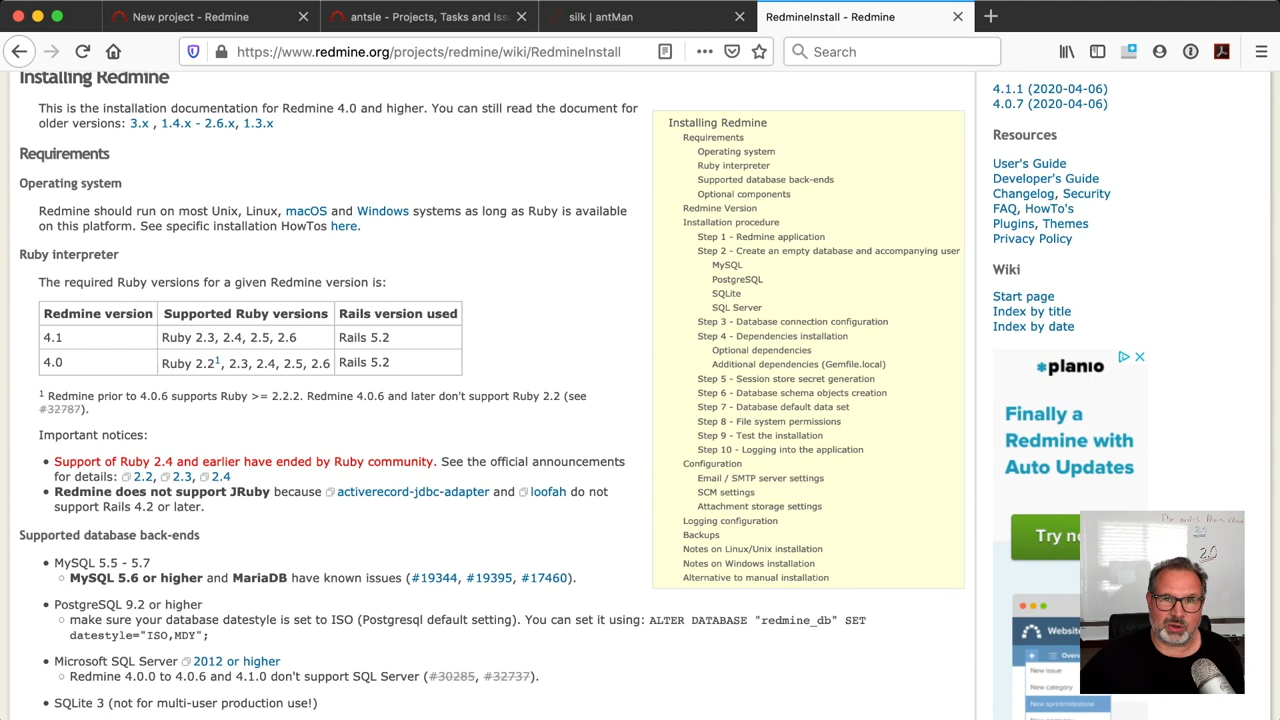 New project - Redmine
antsle - Projects, Tasks and Iss
silk | antMan
RedmineInstall - Redmine
https://www.redmine.org/projects/redmine/wiki/RedmineInstall
Search
Installing Redmine
This is the installation documentation for Redmine 4.0 and higher. You can still read the document for
older versions: 3.x , 1.4.x - 2.6.x, 1.3.x
Requirements
Operating system
Redmine should run on most Unix, Linux, macOS and Windows systems as long as Ruby is available
on this platform. See specific installation HowTos here.
Ruby interpreter
The required Ruby versions for a given Redmine version is:
Redmine version Supported Ruby versions Rails version used
4.1 Ruby 2.3, 2.4, 2.5, 2.6 Rails 5.2
4.0 Ruby 2.2¹, 2.3, 2.4, 2.5, 2.6 Rails 5.2
¹ Redmine prior to 4.0.6 supports Ruby >= 2.2.2. Redmine 4.0.6 and later don't support Ruby 2.2 (see
#32787).
Important notices:
• Support of Ruby 2.4 and earlier have ended by Ruby community. See the official announcements
for details: 2.2, 2.3, 2.4
• Redmine does not support JRuby because activerecord-jdbc-adapter and loofah do not
support Rails 4.2 or later.
Supported database back-ends
• MySQL 5.5 - 5.7
○ MySQL 5.6 or higher and MariaDB have known issues (#19344, #19395, #17460).
• PostgreSQL 9.2 or higher
○ make sure your database datestyle is set to ISO (Postgresql default setting). You can set it using: ALTER DATABASE "redmine_db" SET
datestyle="ISO,MDY";
• Microsoft SQL Server 2012 or higher
○ Redmine 4.0.0 to 4.0.6 and 4.1.0 don't support SQL Server (#30285, #32737).
• SQLite 3 (not for multi-user production use!)
Installing Redmine
Requirements
Operating system
Ruby interpreter
Supported database back-ends
Optional components
Redmine Version
Installation procedure
Step 1 - Redmine application
Step 2 - Create an empty database and accompanying user
MySQL
PostgreSQL
SQLite
SQL Server
Step 3 - Database connection configuration
Step 4 - Dependencies installation
Optional dependencies
Additional dependencies (Gemfile.local)
Step 5 - Session store secret generation
Step 6 - Database schema objects creation
Step 7 - Database default data set
Step 8 - File system permissions
Step 9 - Test the installation
Step 10 - Logging into the application
Configuration
Email / SMTP server settings
SCM settings
Attachment storage settings
Logging configuration
Backups
Notes on Linux/Unix installation
Notes on Windows installation
Alternative to manual installation
4.1.1 (2020-04-06)
4.0.7 (2020-04-06)
Resources
User's Guide
Developer's Guide
Changelog, Security
FAQ, HowTo's
Plugins, Themes
Privacy Policy
Wiki
Start page
Index by title
Index by date
planio
Finally a
Redmine with
Auto Updates
Try
2.0
Website
Overv
New issue
New category
New sprint/milestone